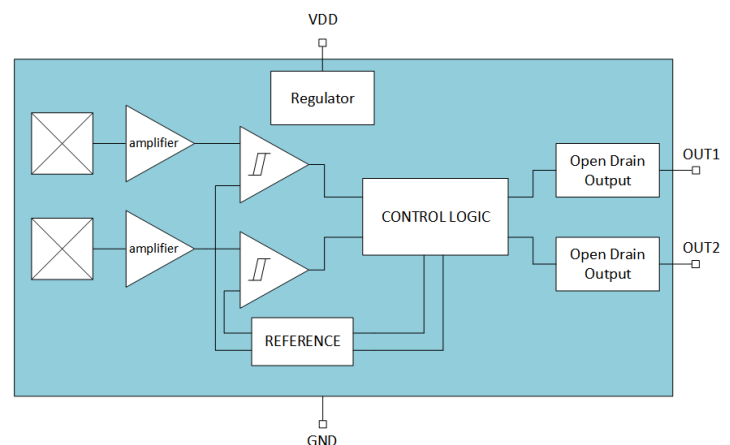 VDD
Regulator
amplifier
Open Drain
Output
OUT1
CONTROL LOGIC
amplifier
Open Drain
Output
OUT2
REFERENCE
GND